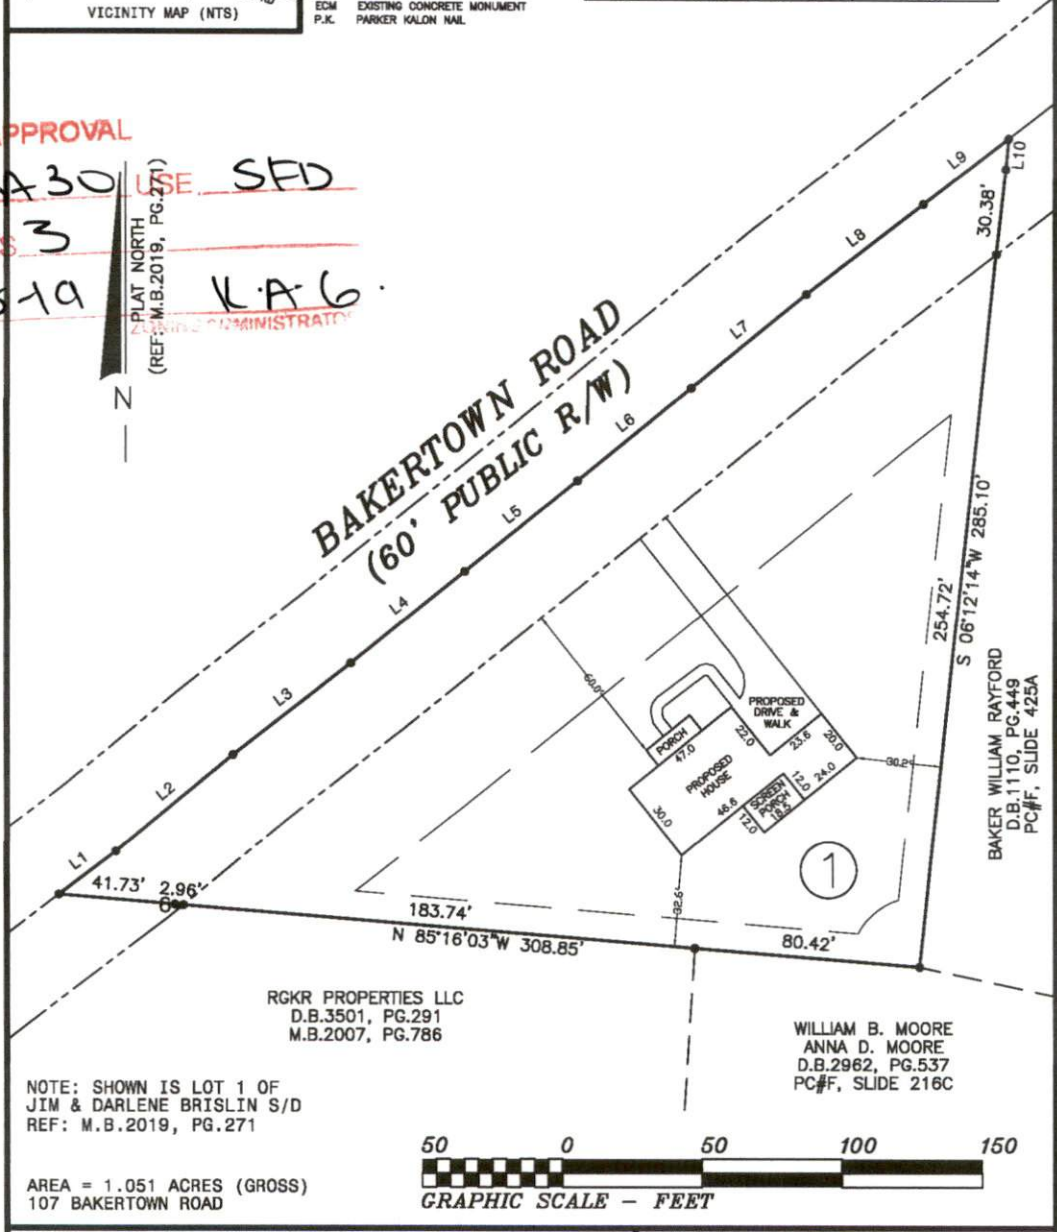 VICINITY MAP (NTS)
ECM EXISTING CONCRETE MONUMENT
P.K. PARKER KALON NAIL
APPROVAL
A30 USE SFD
3
-19 K.A.G.
ZONING ADMINISTRATOR
PLAT NORTH
(REF: M.B.2019, PG.271)
N
BAKERTOWN ROAD
(60' PUBLIC R/W)
L1
L2
L3
L4
L5
L6
L7
L8
L9
L10
30.38'
254.72'
S 06°12'14"W 285.10'
BAKER WILLIAM RAYFORD
D.B.1110, PG.449
PC#F, SLIDE 425A
60.0'
PORCH
47.0
PROPOSED
DRIVE &
WALK
22.0
23.6
20.0
PROPOSED
HOUSE
30.0
46.6
SCREEN
PORCH
18.5
12.0
12.0
24.0
30.2'
32.6'
1
41.73'
2.96'
183.74'
N 85°16'03"W 308.85'
80.42'
RGKR PROPERTIES LLC
D.B.3501, PG.291
M.B.2007, PG.786
WILLIAM B. MOORE
ANNA D. MOORE
D.B.2962, PG.537
PC#F, SLIDE 216C
NOTE: SHOWN IS LOT 1 OF
JIM & DARLENE BRISLIN S/D
REF: M.B.2019, PG.271
AREA = 1.051 ACRES (GROSS)
107 BAKERTOWN ROAD
50 0 50 100 150
GRAPHIC SCALE - FEET